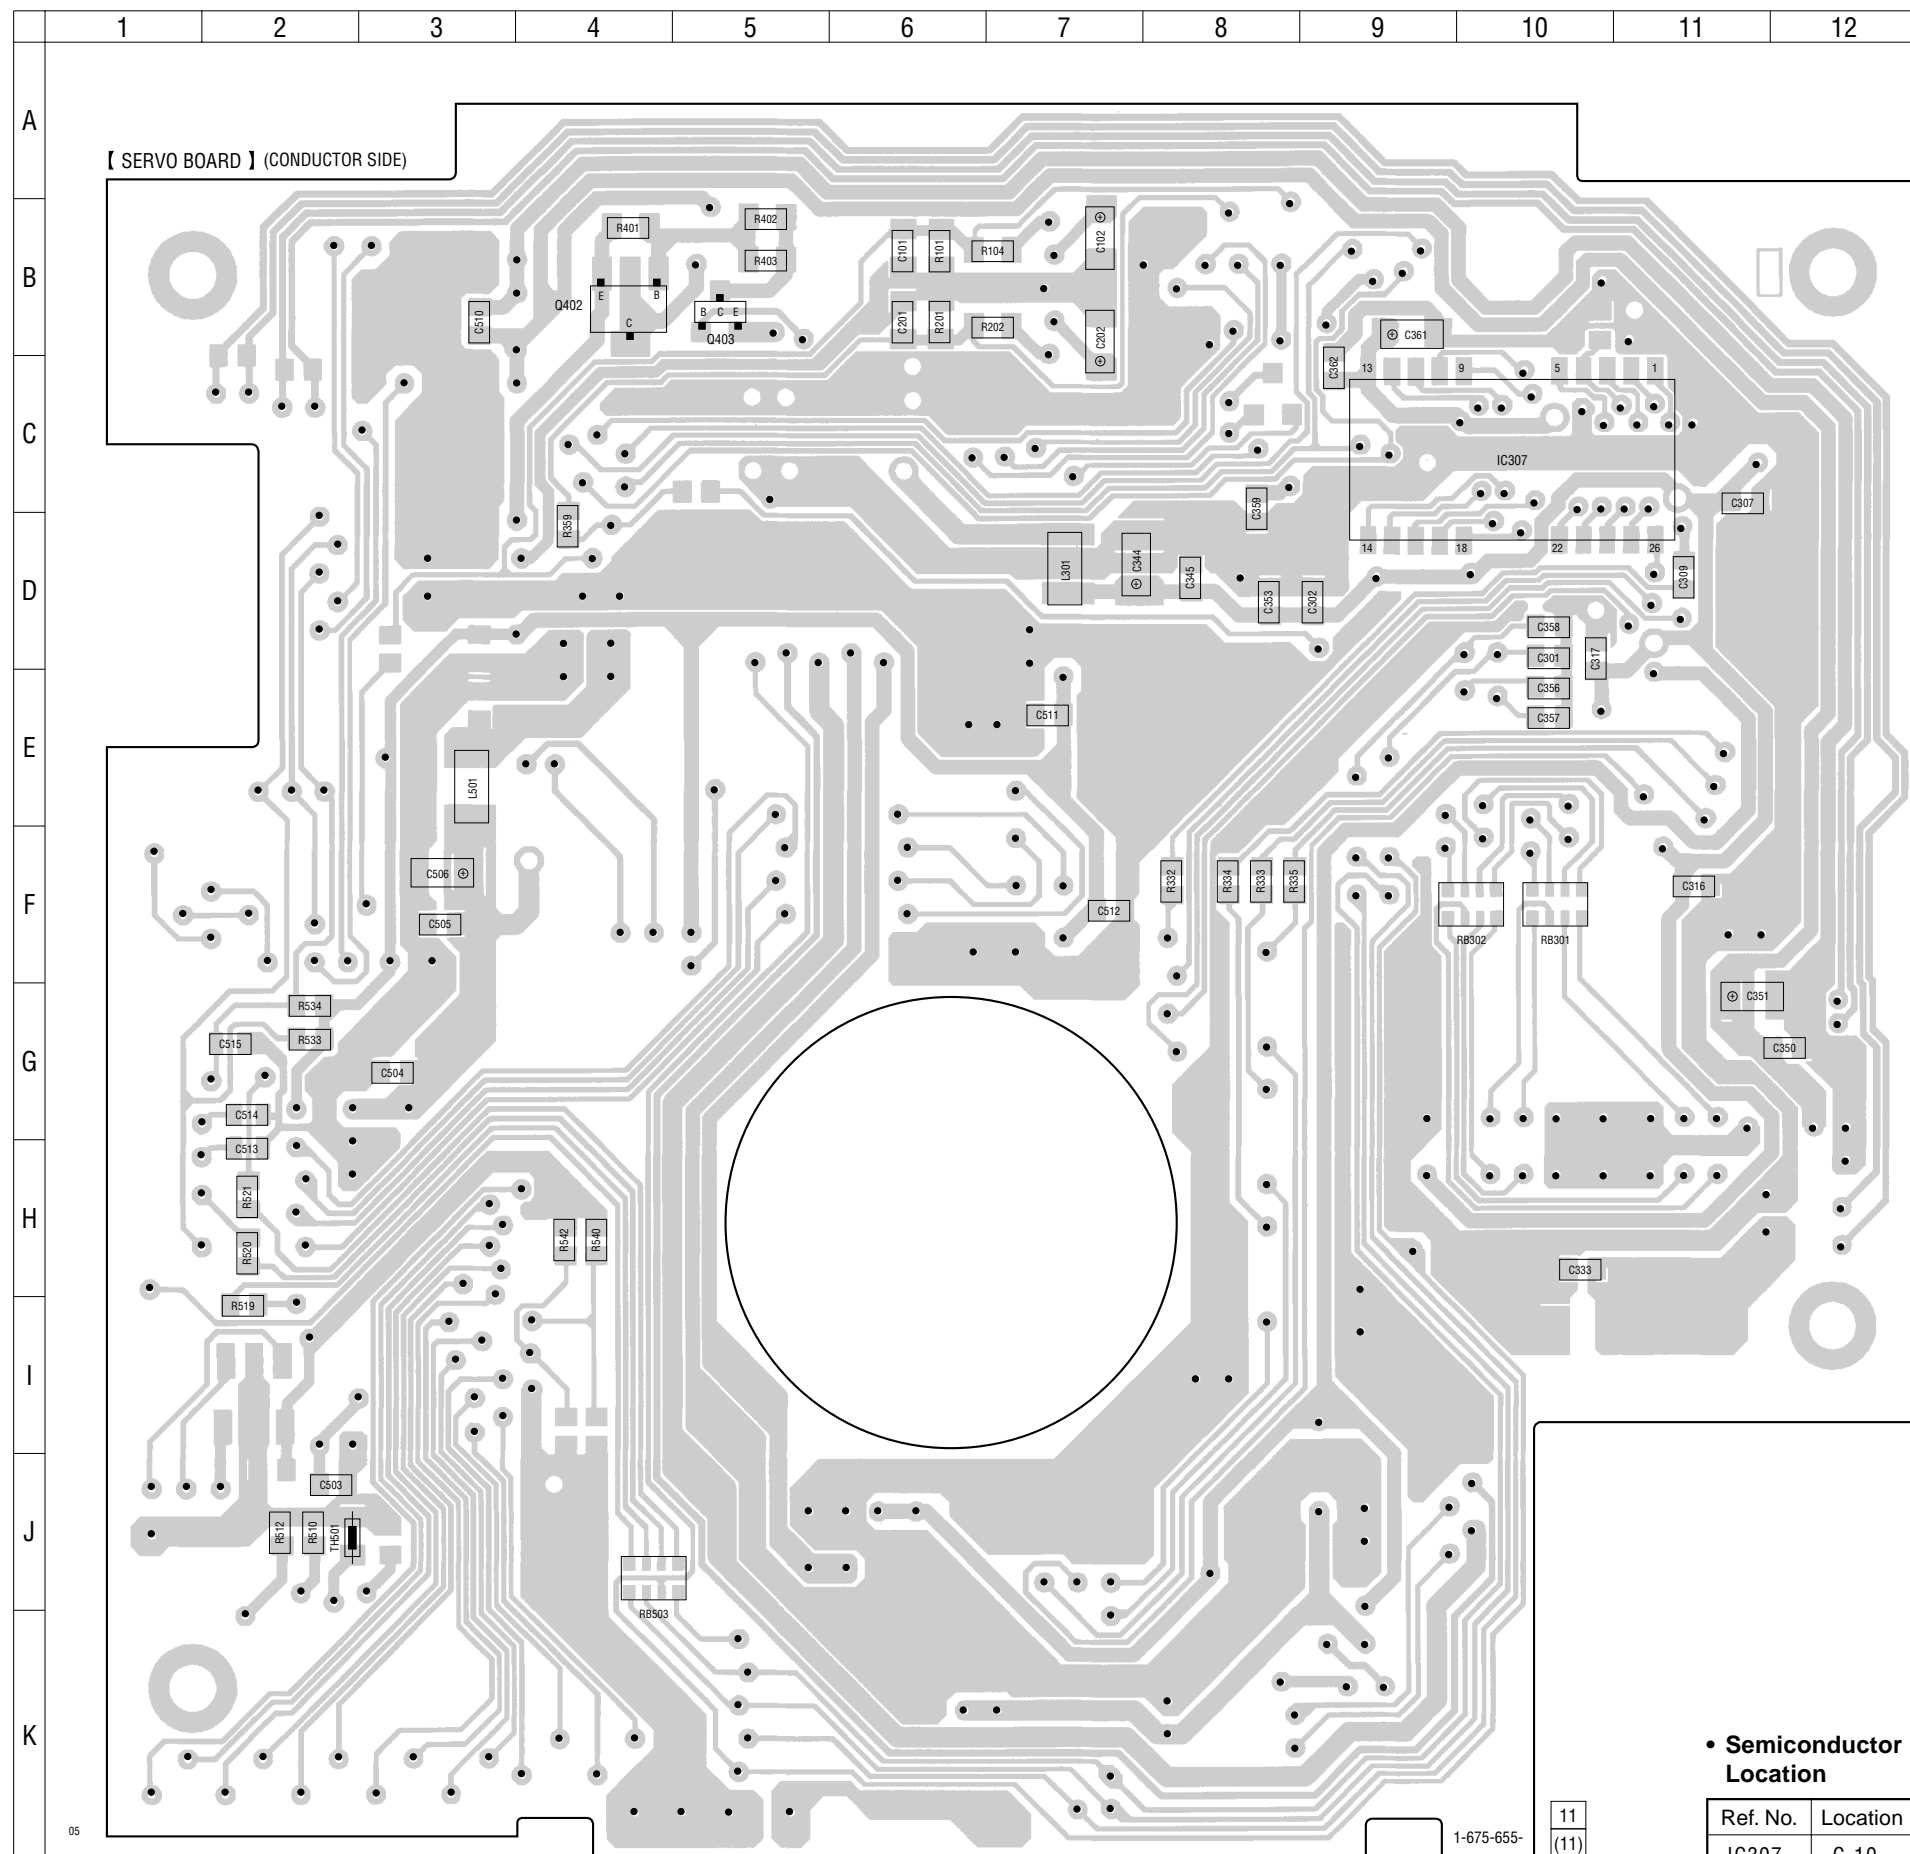 1 2 3 4 5 6 7 8 9 10 11 12
A
【 SERVO BOARD 】 (CONDUCTOR SIDE)
B
R401
R402
R403
C101
R101
R104
C102
Q402
E
B
C
B C E
Q403
C510
C201
R201
R202
C202
C361
C362
13
9
5
1
C
IC307
C359
C307
R359
14
18
22
26
D
L301
C344
C345
C353
C302
C309
C358
C301
C317
C356
C357
C511
E
L501
C506
F
C505
R332
R334
R333
R335
C512
C316
RB302
RB301
R534
C351
R533
C515
C350
G
C504
C514
C513
R521
H
R542
R540
R520
C333
R519
I
C503
J
R512
R510
TH501
RB503
K
• Semiconductor
Location
Ref. No. Location
IC307 C-10
05
1-675-655-
11
(11)